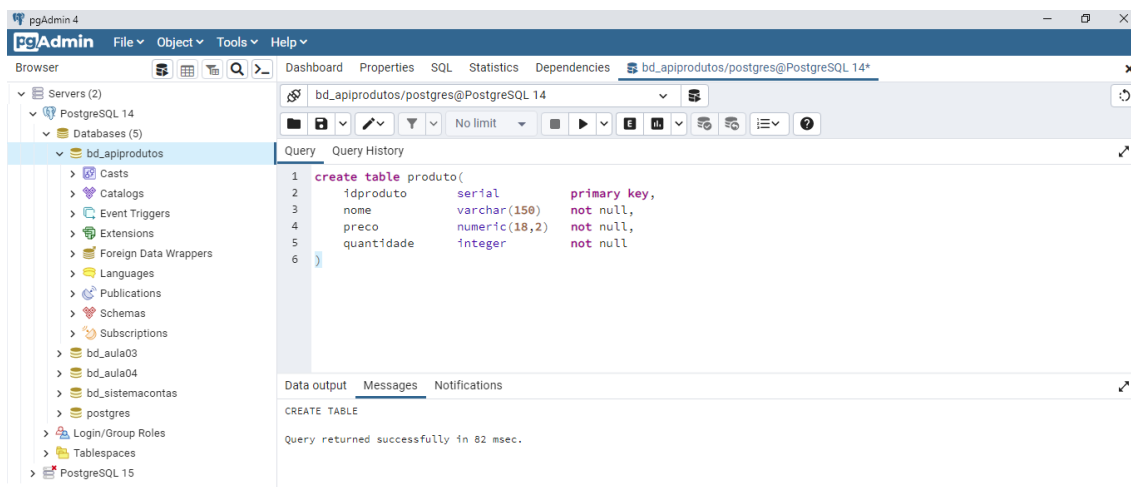 pgAdmin 4
pgAdmin File Object Tools Help
Browser
Dashboard Properties SQL Statistics Dependencies bd_apiprodutos/postgres@PostgreSQL 14*
Servers (2)
PostgreSQL 14
Databases (5)
bd_apiprodutos
Casts
Catalogs
Event Triggers
Extensions
Foreign Data Wrappers
Languages
Publications
Schemas
Subscriptions
bd_aula03
bd_aula04
bd_sistemacontas
postgres
Login/Group Roles
Tablespaces
PostgreSQL 15
bd_apiprodutos/postgres@PostgreSQL 14
No limit E
Query Query History
1 create table produto(
2 idproduto serial primary key,
3 nome varchar(150) not null,
4 preco numeric(18,2) not null,
5 quantidade integer not null
6 )
Data output Messages Notifications
CREATE TABLE
Query returned successfully in 82 msec.